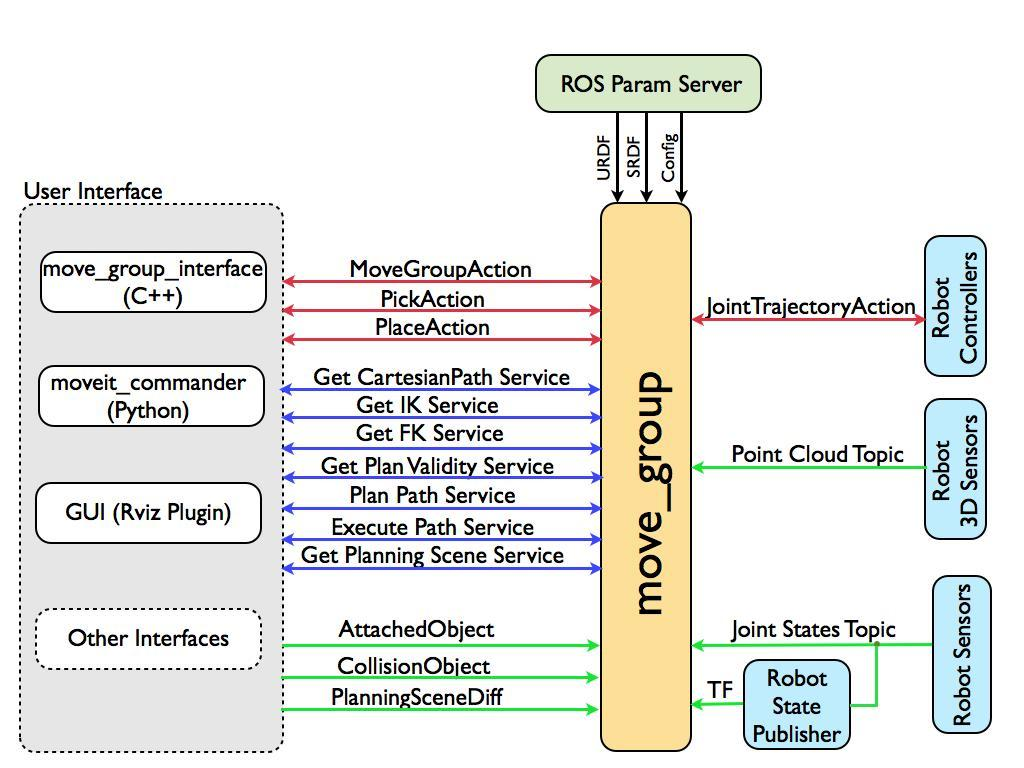 ROS Param Server
URDF
SRDF
Config
User Interface
move_group_interface
(C++)
moveit_commander
(Python)
GUI (Rviz Plugin)
Other Interfaces
MoveGroupAction
PickAction
PlaceAction
Get CartesianPath Service
Get IK Service
Get FK Service
Get Plan Validity Service
Plan Path Service
Execute Path Service
Get Planning Scene Service
AttachedObject
CollisionObject
PlanningSceneDiff
move_group
JointTrajectoryAction
Robot
Controllers
Point Cloud Topic
Robot
3D Sensors
Joint States Topic
TF
Robot
State
Publisher
Robot Sensors